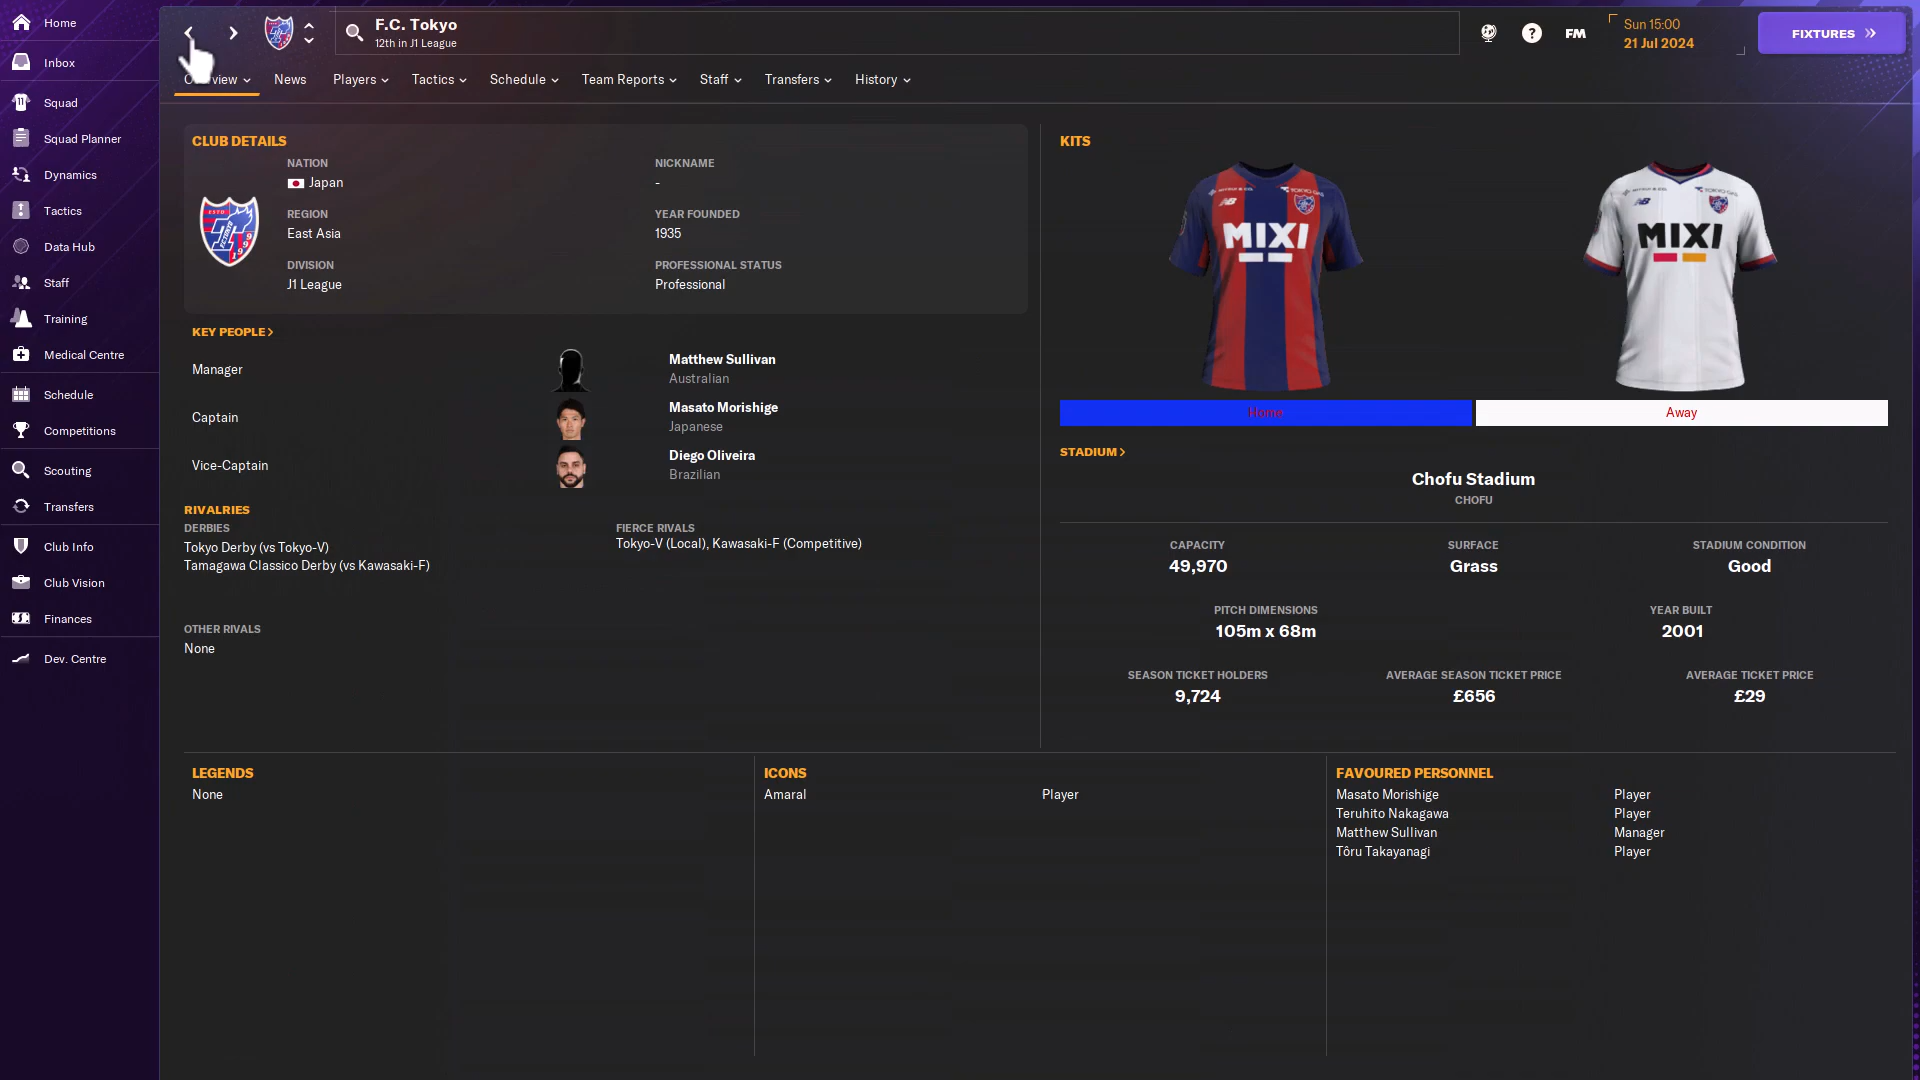 Home
Inbox
Squad
Squad Planner
Dynamics
Tactics
Data Hub
Staff
Training
Medical Centre
Schedule
Competitions
Scouting
Transfers
Club Info
Club Vision
Finances
Dev. Centre
F.C. Tokyo
12th in J1 League
FM
Sun 15:00
21 Jul 2024
FIXTURES
News
Players
Tactics
Schedule
Team Reports
Staff
Transfers
History
CLUB DETAILS
NATION
Japan
NICKNAME
-
REGION
East Asia
YEAR FOUNDED
1935
DIVISION
J1 League
PROFESSIONAL STATUS
Professional
KEY PEOPLE
Manager
Matthew Sullivan
Australian
Captain
Masato Morishige
Japanese
Vice-Captain
Diego Oliveira
Brazilian
RIVALRIES
DERBIES
Tokyo Derby (vs Tokyo-V)
Tamagawa Classico Derby (vs Kawasaki-F)
FIERCE RIVALS
Tokyo-V (Local), Kawasaki-F (Competitive)
OTHER RIVALS
None
KITS
MIXI
MIXI
Home
Away
STADIUM
Chofu Stadium
CHOFU
CAPACITY
49,970
SURFACE
Grass
STADIUM CONDITION
Good
PITCH DIMENSIONS
105m x 68m
YEAR BUILT
2001
SEASON TICKET HOLDERS
9,724
AVERAGE SEASON TICKET PRICE
£656
AVERAGE TICKET PRICE
£29
LEGENDS
None
ICONS
Amaral Player
FAVOURED PERSONNEL
Masato Morishige Player
Teruhito Nakagawa Player
Matthew Sullivan Manager
Tôru Takayanagi Player